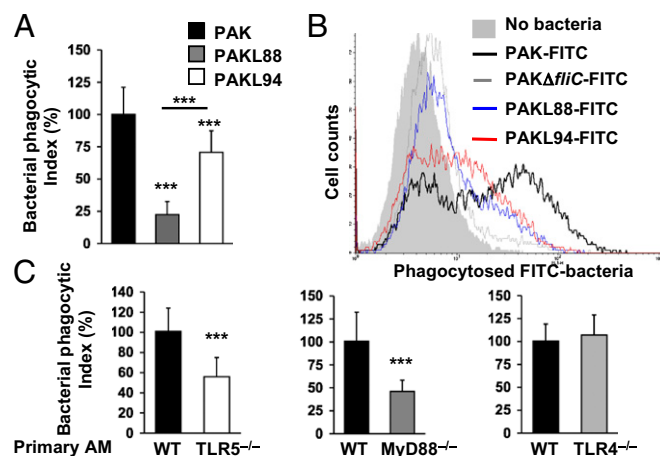 A
PAK
PAKL88
PAKL94
Bacterial phagocytic
Index (%)
150
125
100
75
50
25
0
***
***
***
B
No bacteria
PAK-FITC
PAKΔfliC-FITC
PAKL88-FITC
PAKL94-FITC
Cell counts
Phagocytosed FITC-bacteria
C
Bacterial phagocytic
Index (%)
140
120
100
80
60
40
20
0
***
Primary AM
WT TLR5–/–
150
125
100
75
50
25
0
***
WT MyD88–/–
150
125
100
75
50
25
0
WT TLR4–/–